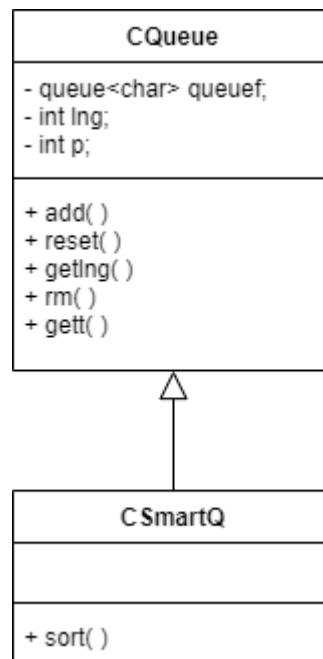 CQueue
- queue<char> queuef;
- int lng;
- int p;
+ add( )
+ reset( )
+ getlng( )
+ rm( )
+ gett( )
CSmartQ
+ sort( )